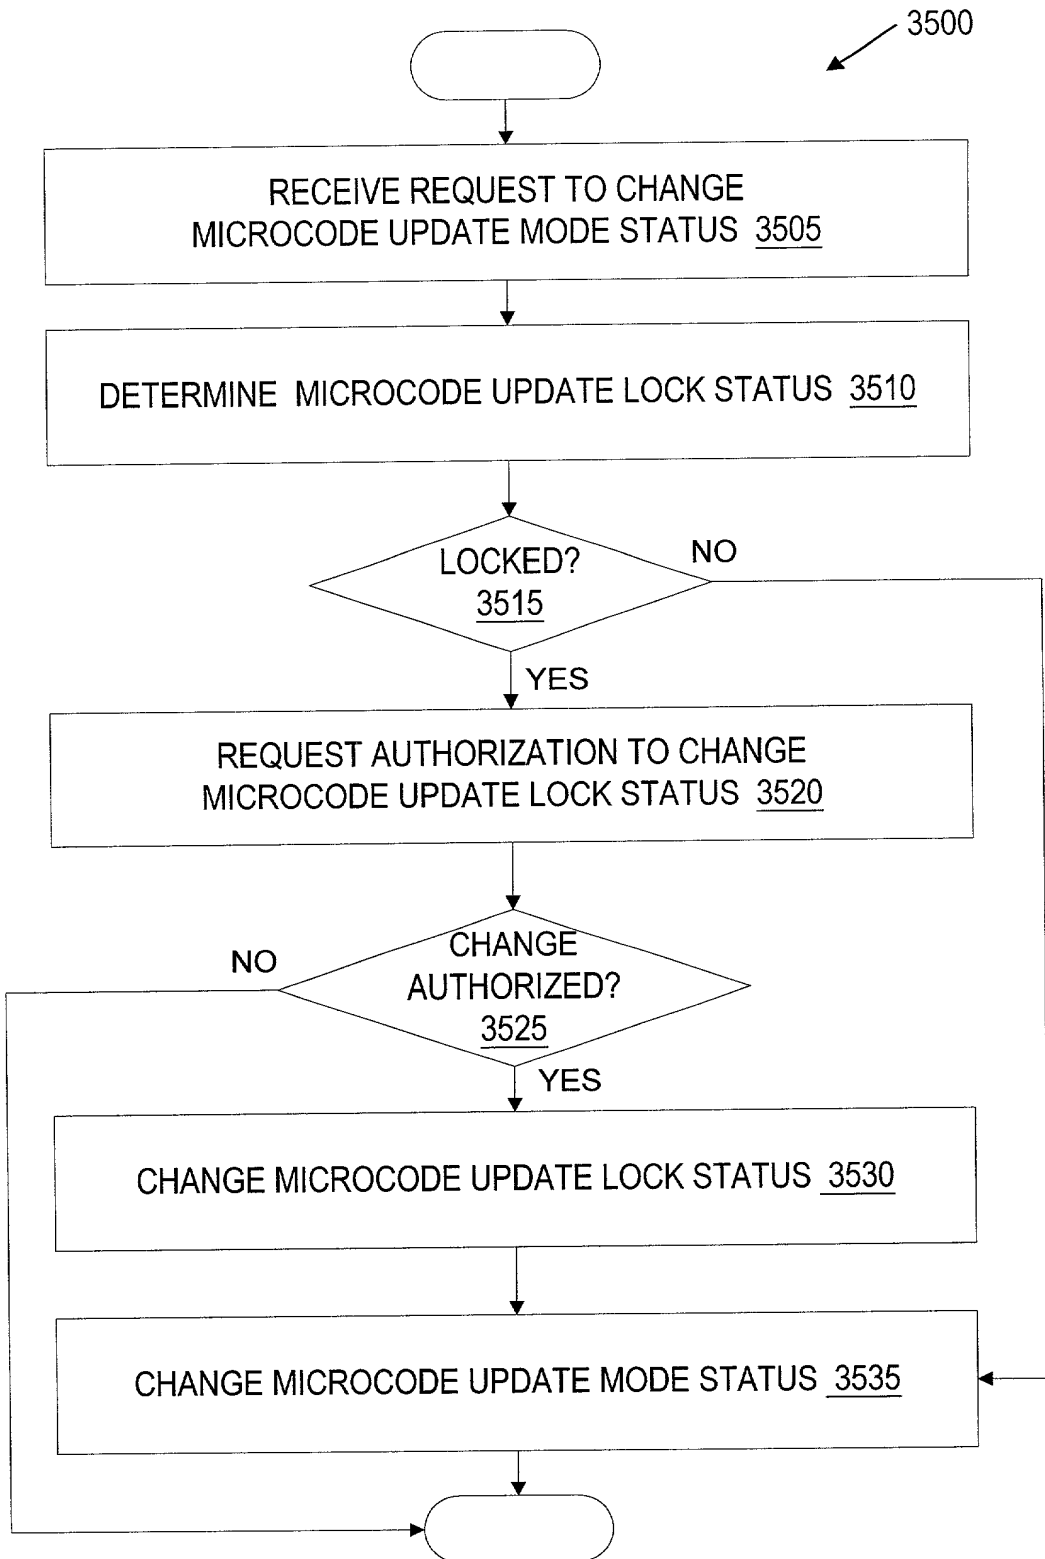 3500
RECEIVE REQUEST TO CHANGE
MICROCODE UPDATE MODE STATUS 3505
DETERMINE MICROCODE UPDATE LOCK STATUS 3510
LOCKED?
3515
NO
YES
REQUEST AUTHORIZATION TO CHANGE
MICROCODE UPDATE LOCK STATUS 3520
CHANGE
AUTHORIZED?
3525
NO
YES
CHANGE MICROCODE UPDATE LOCK STATUS 3530
CHANGE MICROCODE UPDATE MODE STATUS 3535